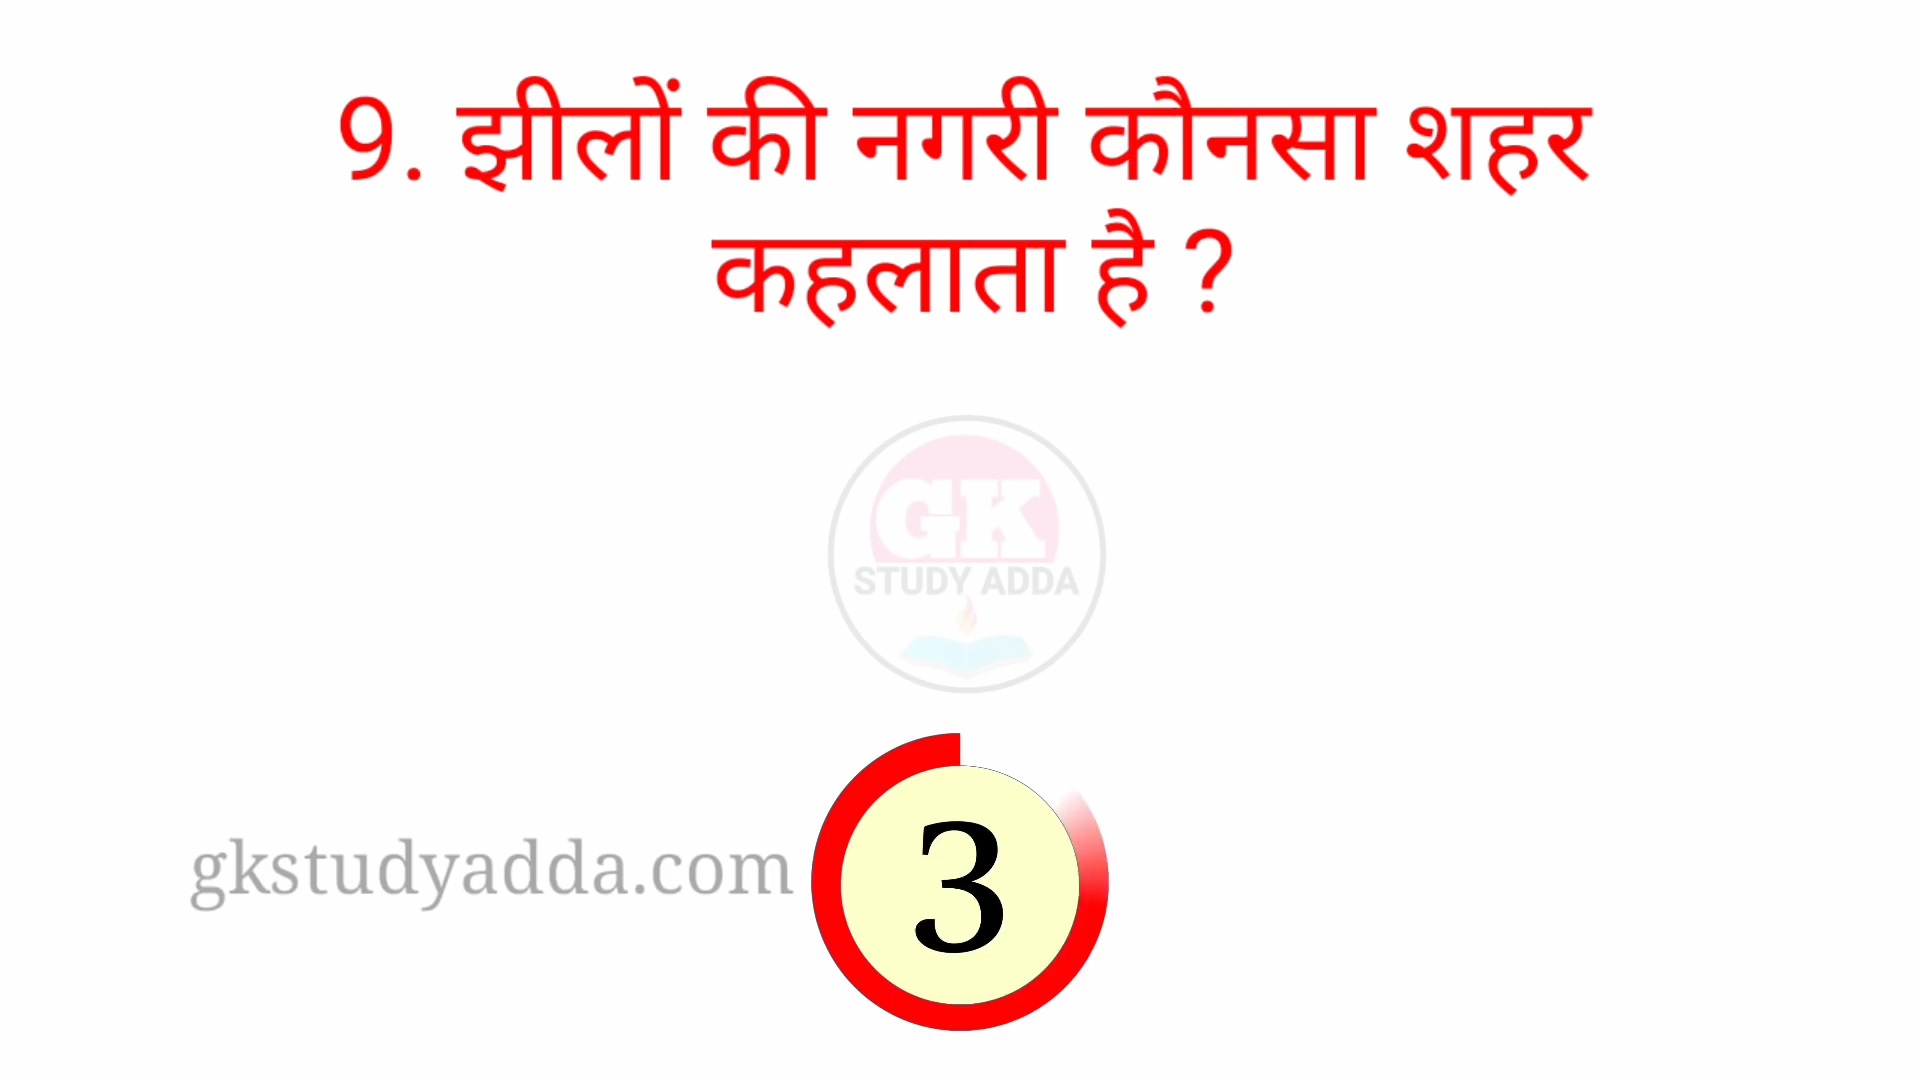 9. झीलों की नगरी कौनसा शहर
कहलाता है ?
GK
STUDY ADDA
gkstudyadda.com
3